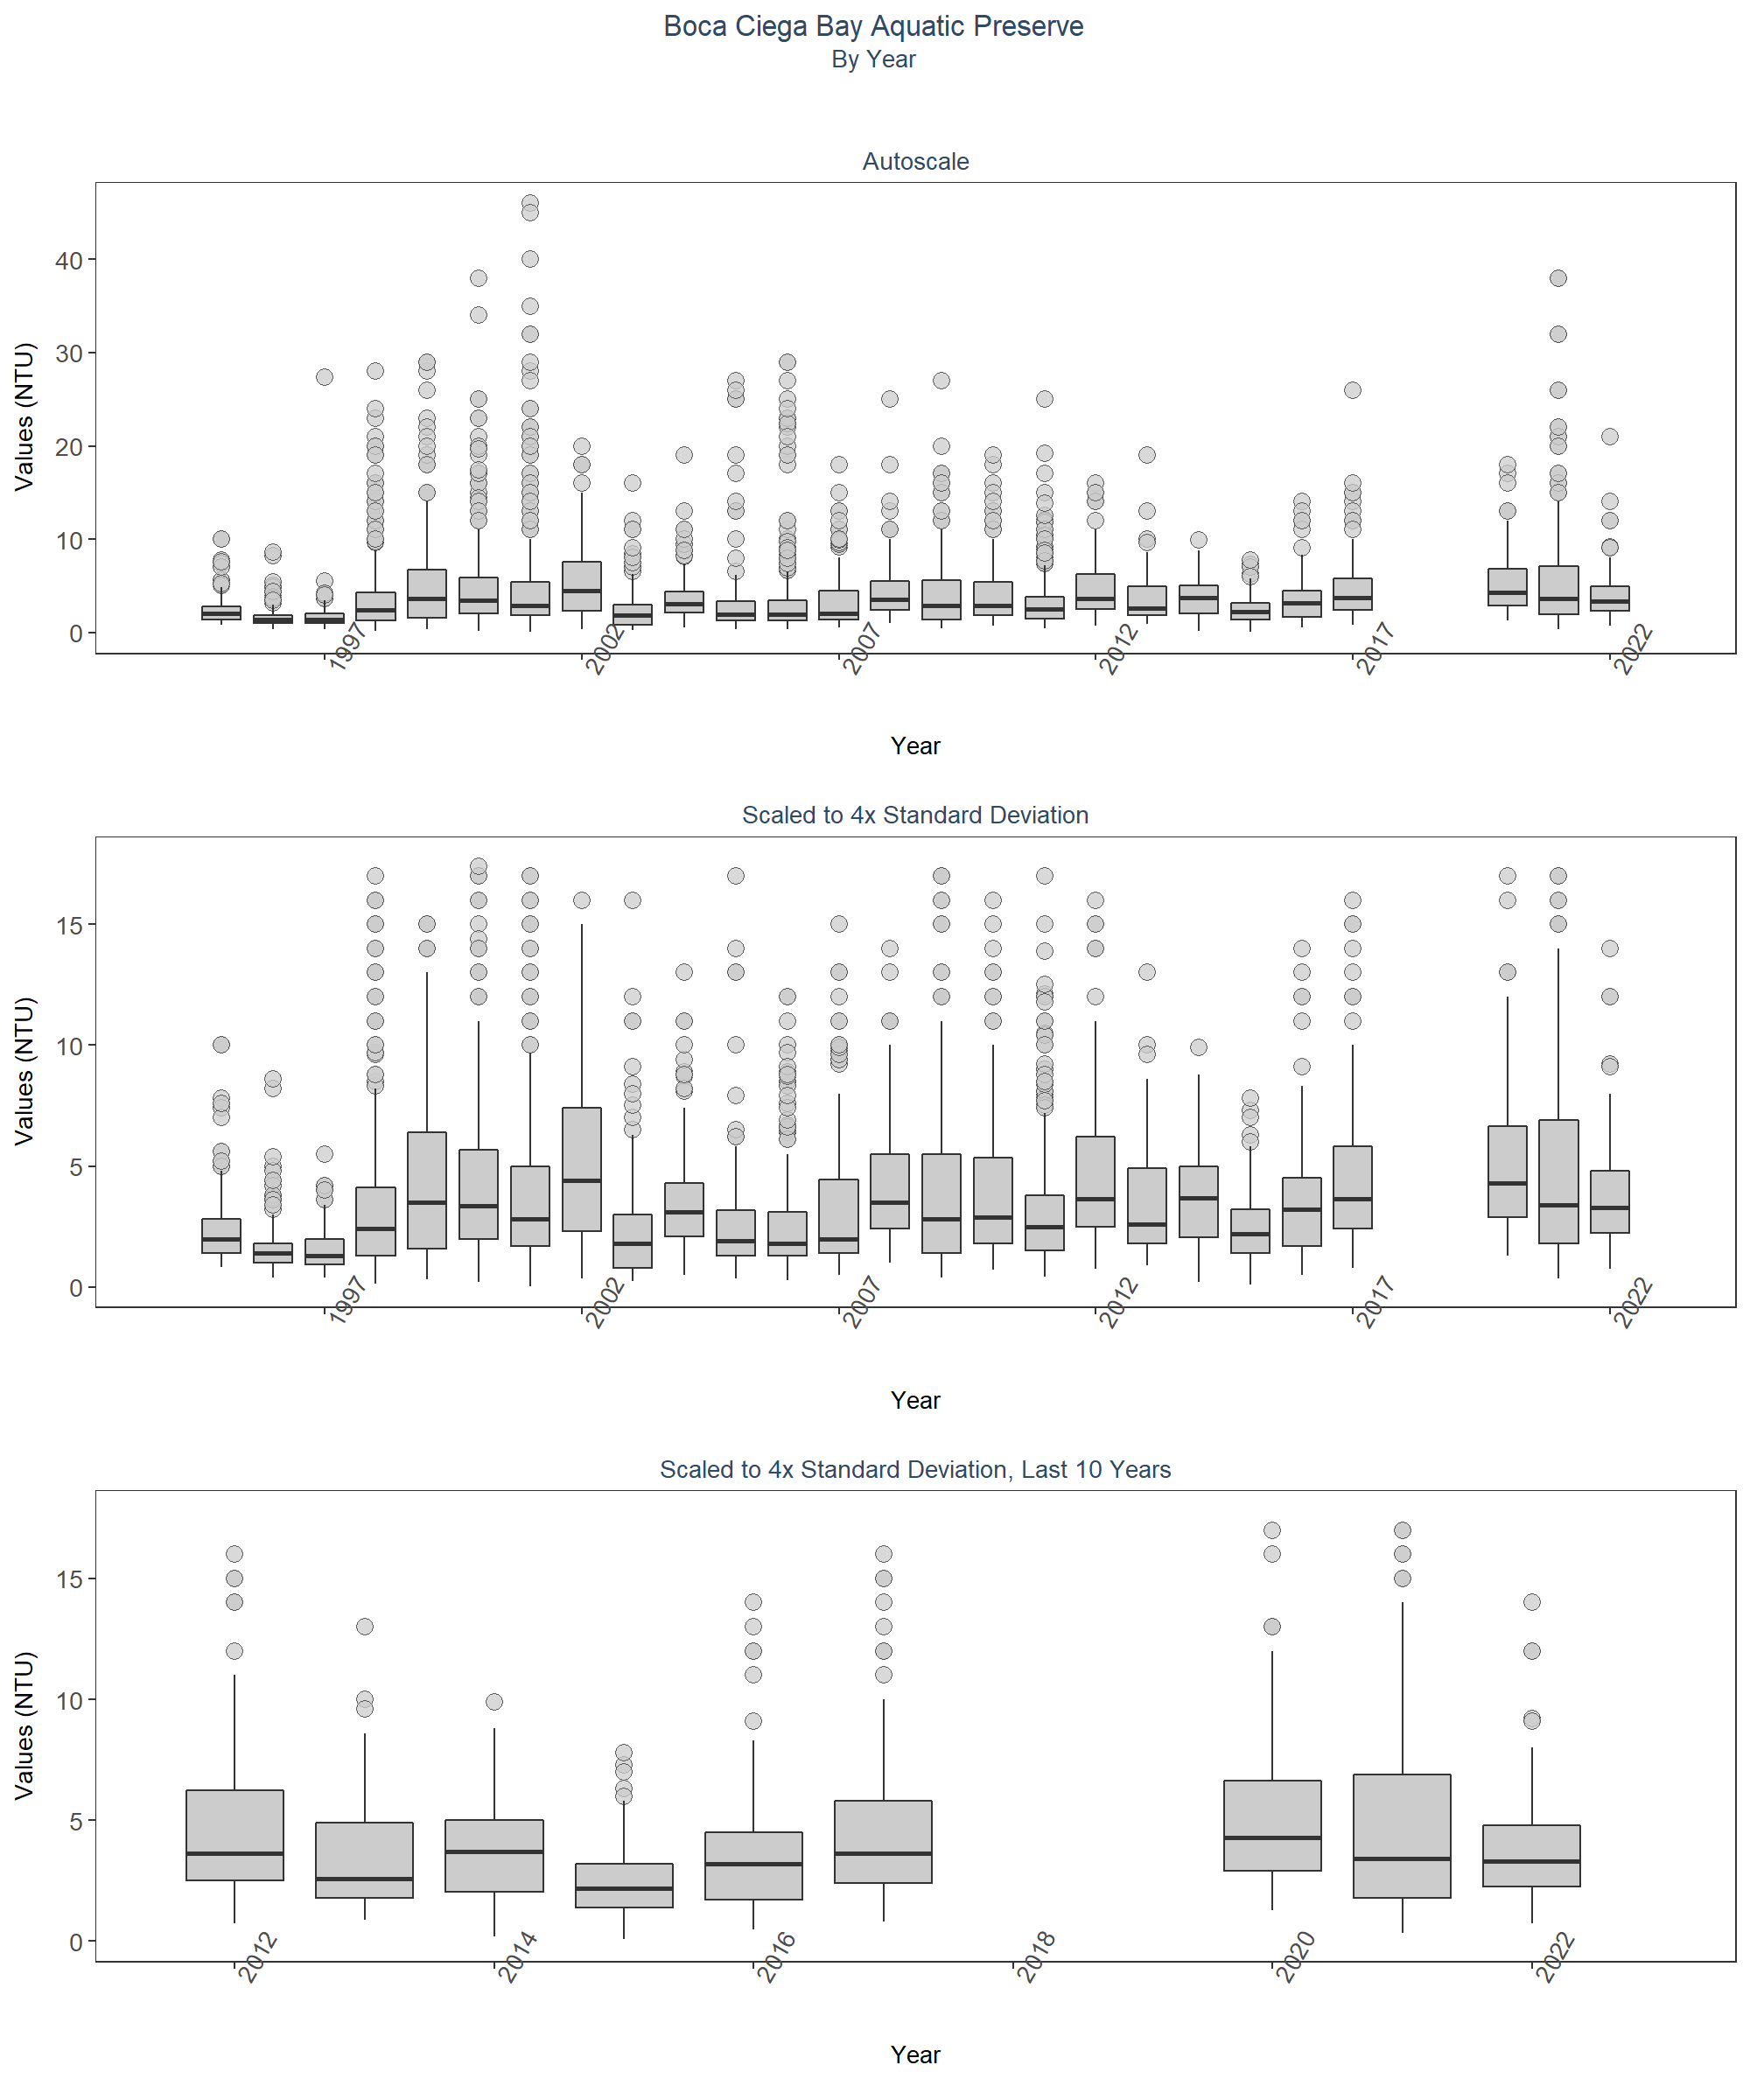 Boca Ciega Bay Aquatic Preserve
By Year
Autoscale
Values (NTU)
40
30
20
10
0
1997
2002
2007
2012
2017
2022
Year
Scaled to 4x Standard Deviation
Values (NTU)
15
10
5
0
1997
2002
2007
2012
2017
2022
Year
Scaled to 4x Standard Deviation, Last 10 Years
Values (NTU)
15
10
5
0
2012
2014
2016
2018
2020
2022
Year